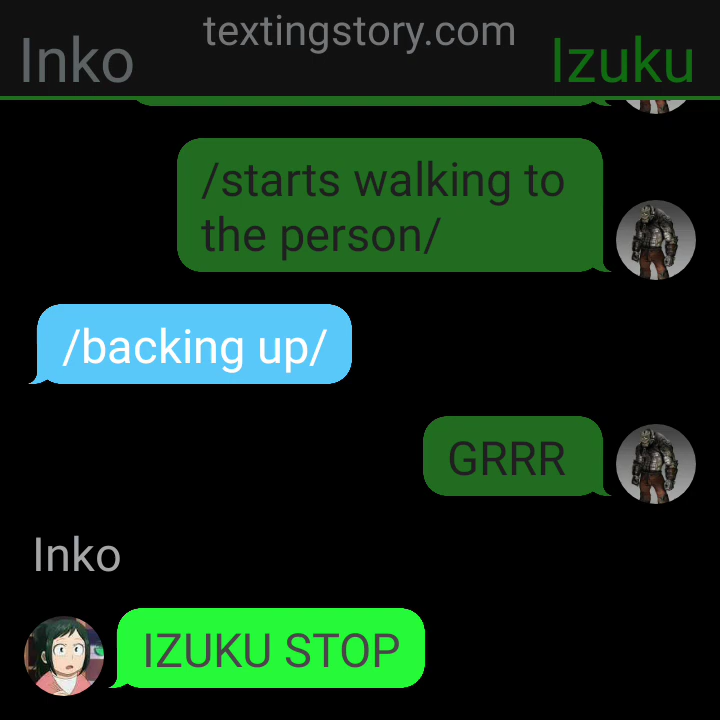 textingstory.com
Inko
Izuku
/starts walking to
the person/
/backing up/
GRRR
Inko
IZUKU STOP